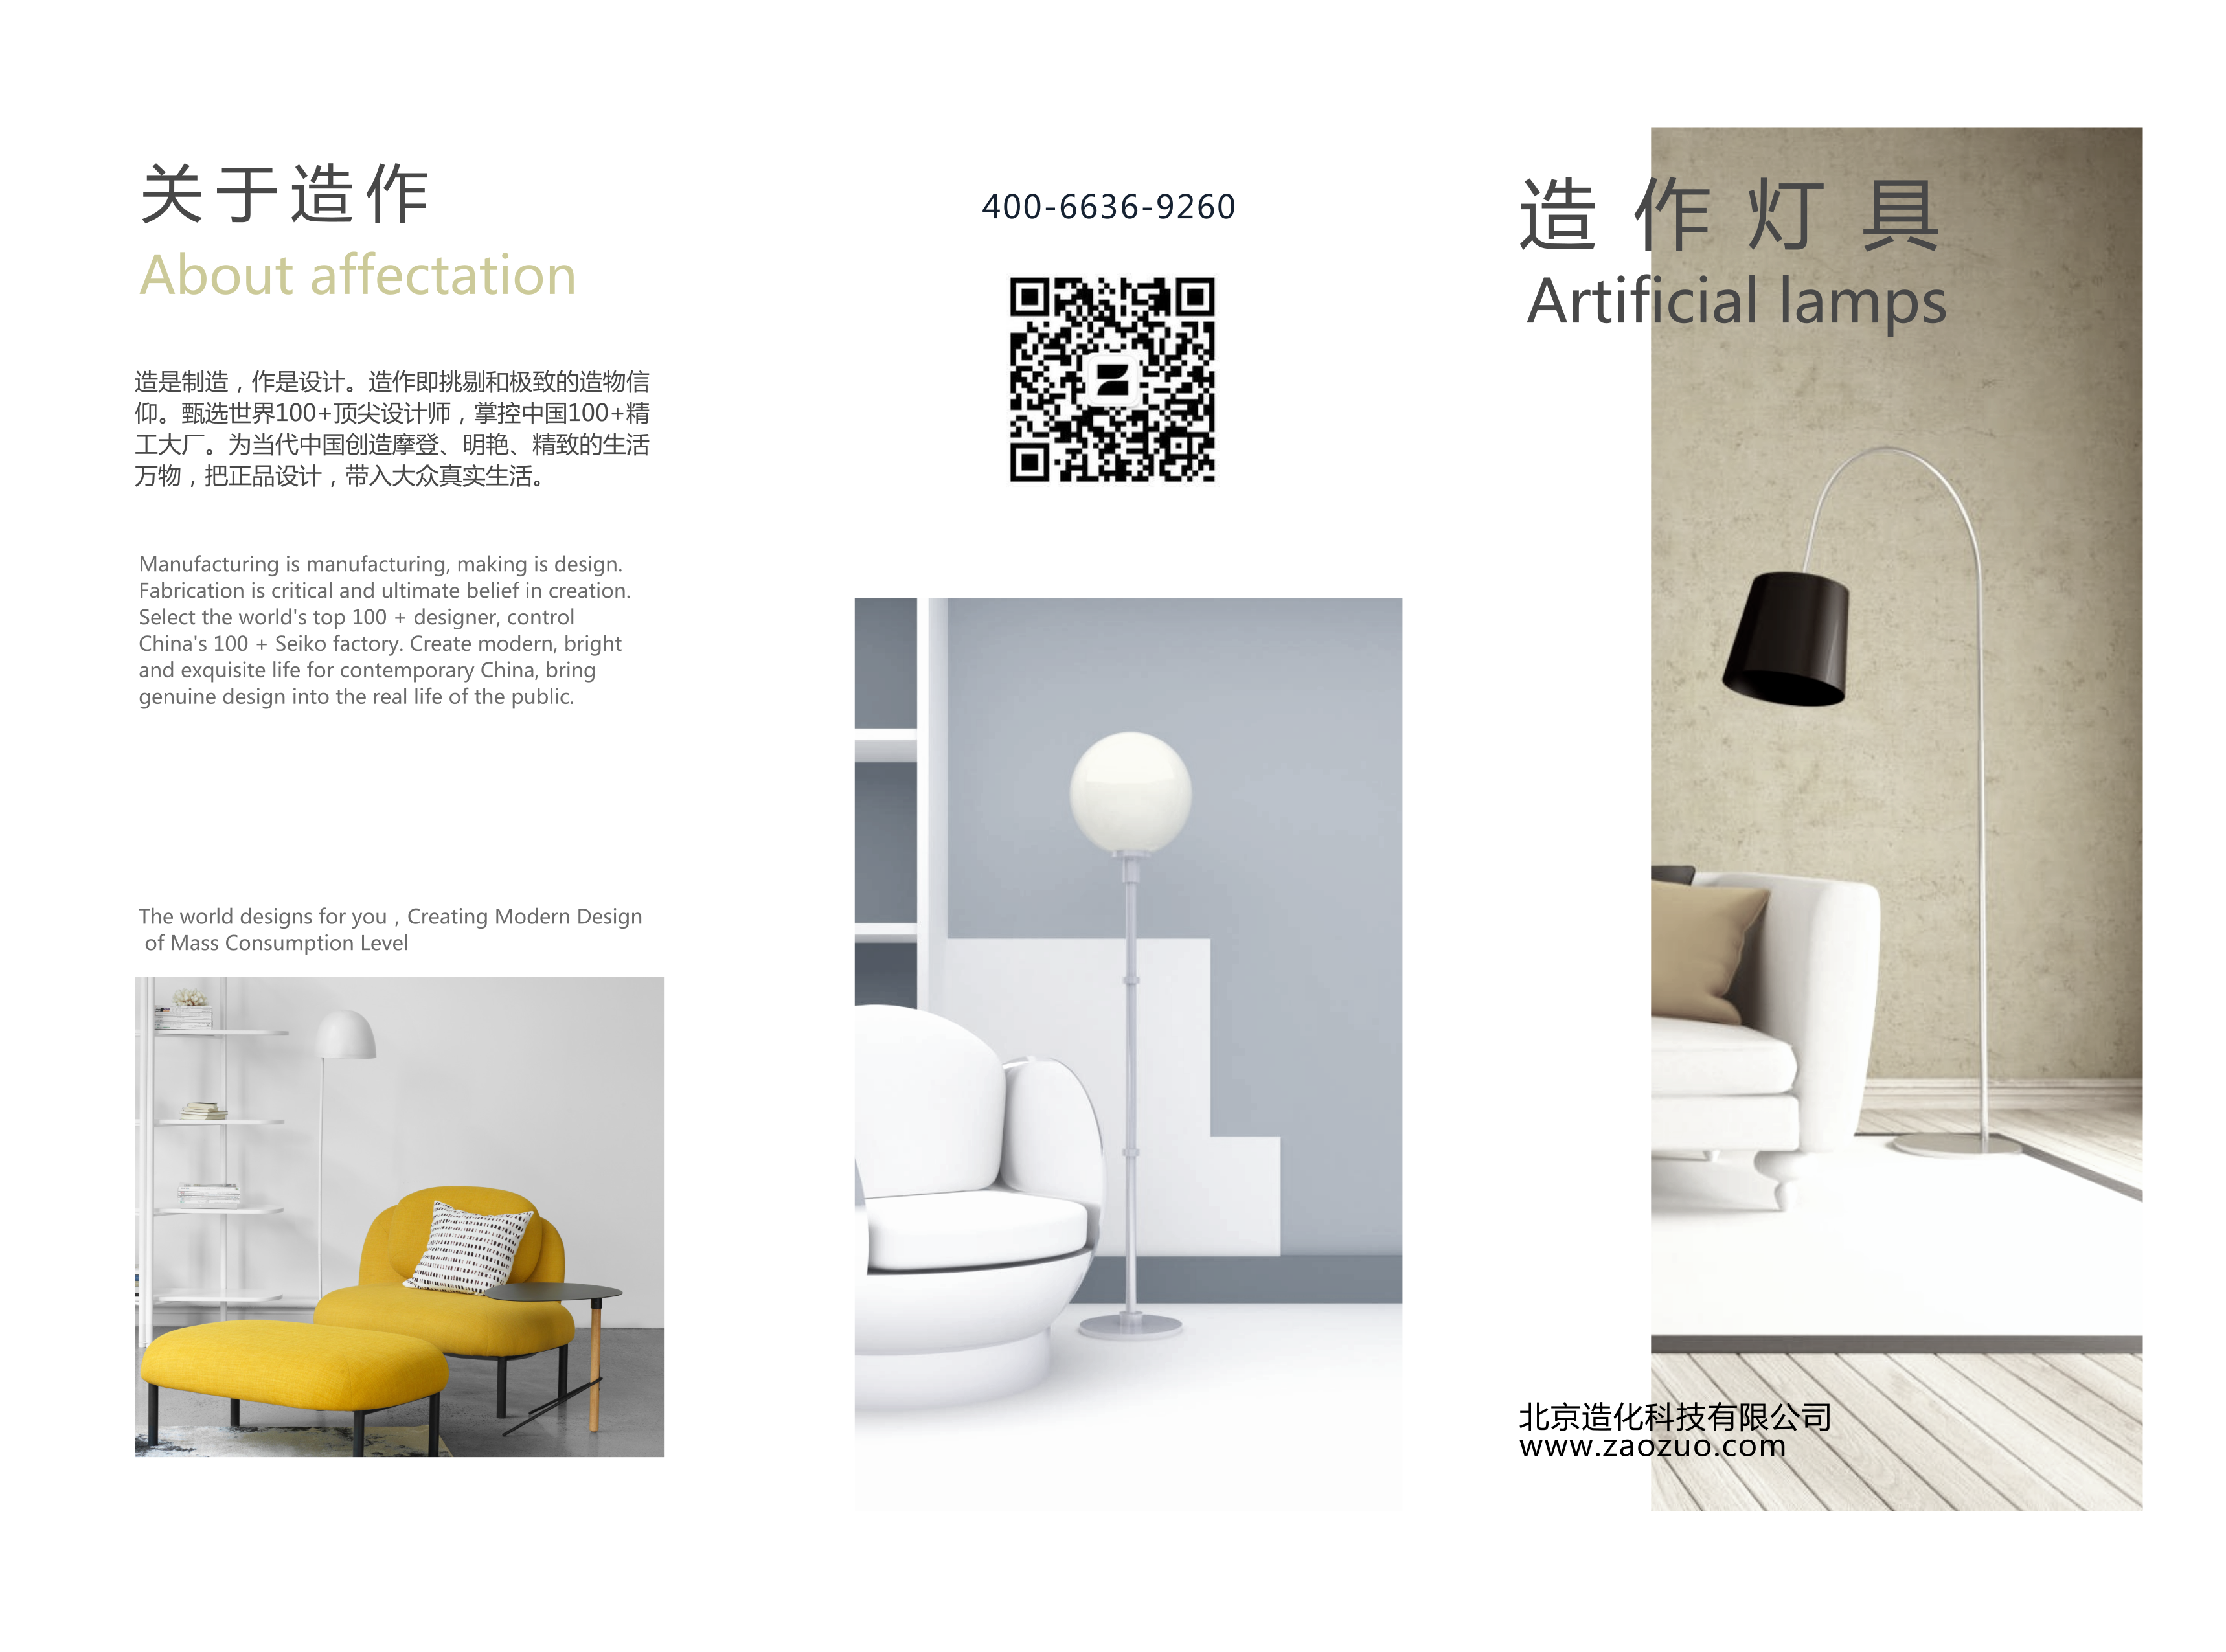 关于造作
About affectation
造是制造，作是设计。造作即挑剔和极致的造物信
仰。甄选世界100+顶尖设计师，掌控中国100+精
工大厂。为当代中国创造摩登、明艳、精致的生活
万物，把正品设计，带入大众真实生活。
Manufacturing is manufacturing, making is design.
Fabrication is critical and ultimate belief in creation.
Select the world's top 100 + designer, control
China's 100 + Seiko factory. Create modern, bright
and exquisite life for contemporary China, bring
genuine design into the real life of the public.
The world designs for you，Creating Modern Design
of Mass Consumption Level
400-6636-9260
造作灯具
Artificial lamps
北京造化科技有限公司
www.zaozuo.com